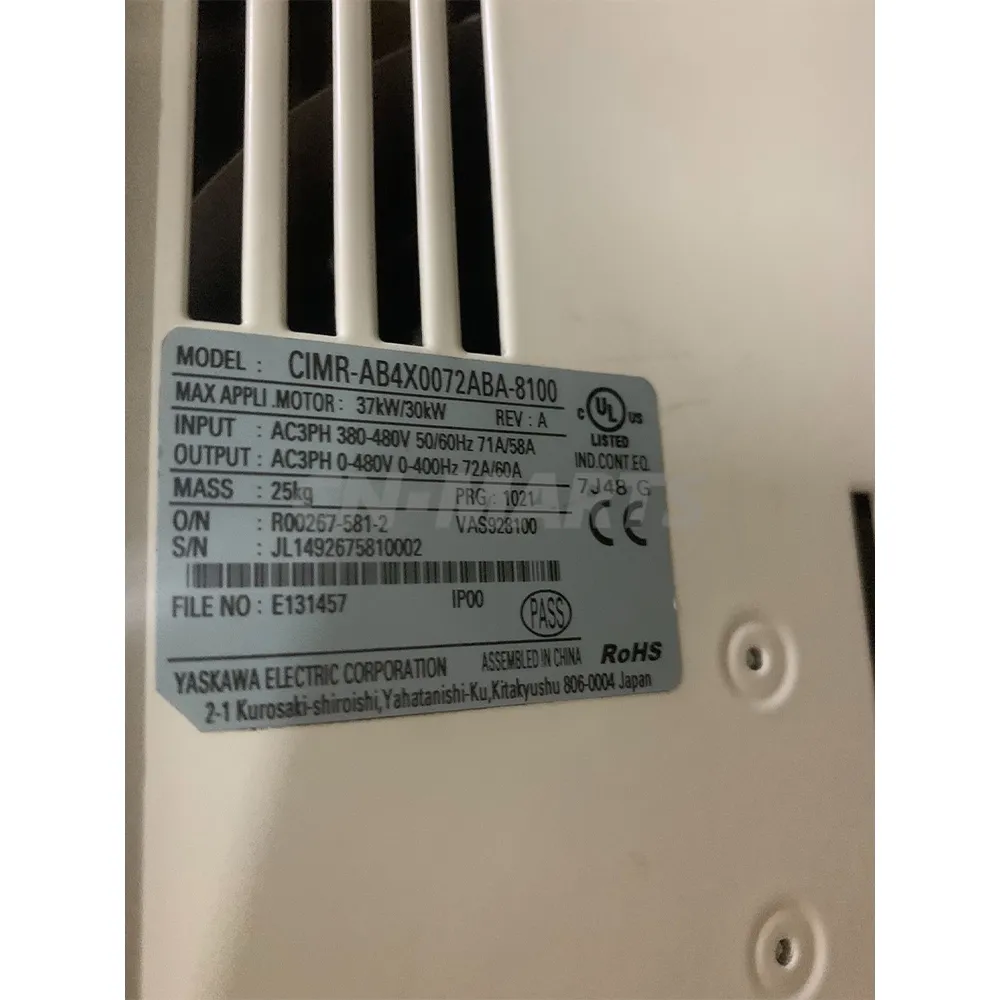 MODEL : CIMR-AB4X0072ABA-8100
MAX APPLI .MOTOR : 37kW/30kW REV : A
INPUT : AC3PH 380-480V 50/60Hz 71A/58A
OUTPUT : AC3PH 0-480V 0-400Hz 72A/60A
MASS : 25kg PRG :
O/N : R00267-581-2 VAS928100
S/N : JL1492675810002
FILE NO : E131457 IP00
PASS
C UL US
LISTED
IND.CONT.EQ.
7J48 G
CE
YASKAWA ELECTRIC CORPORATION ASSEMBLED IN CHINA RoHS
2-1 Kurosaki-shiroishi,Yahatanishi-Ku,Kitakyushu 806-0004 Japan